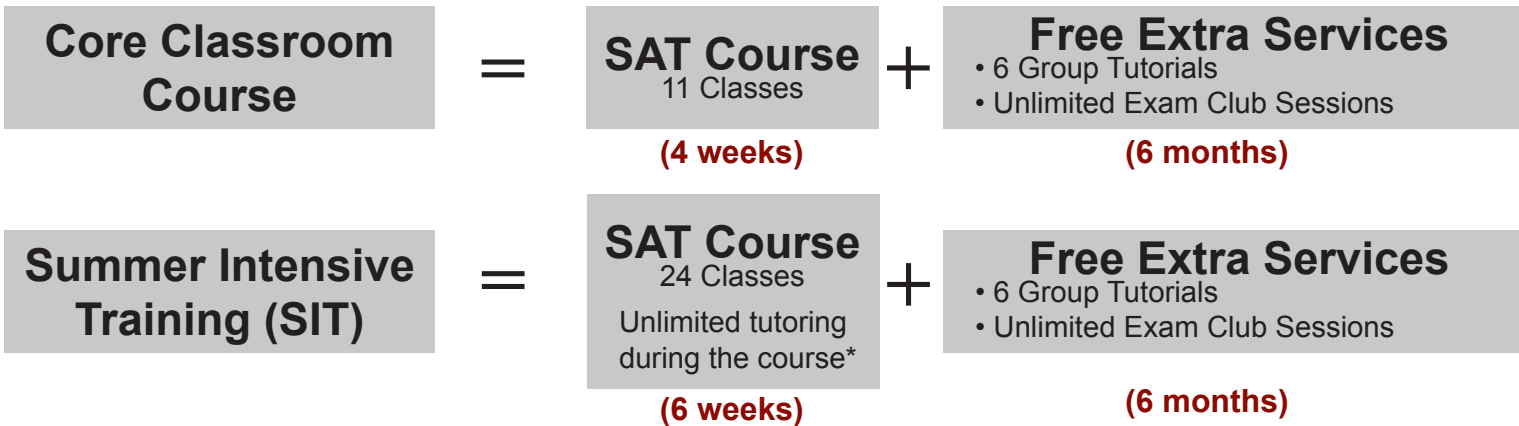 Core Classroom
Course
=
SAT Course
11 Classes
(4 weeks)
+
Free Extra Services
• 6 Group Tutorials
• Unlimited Exam Club Sessions
(6 months)
Summer Intensive
Training (SIT)
=
SAT Course
24 Classes
Unlimited tutoring
during the course*
(6 weeks)
+
Free Extra Services
• 6 Group Tutorials
• Unlimited Exam Club Sessions
(6 months)